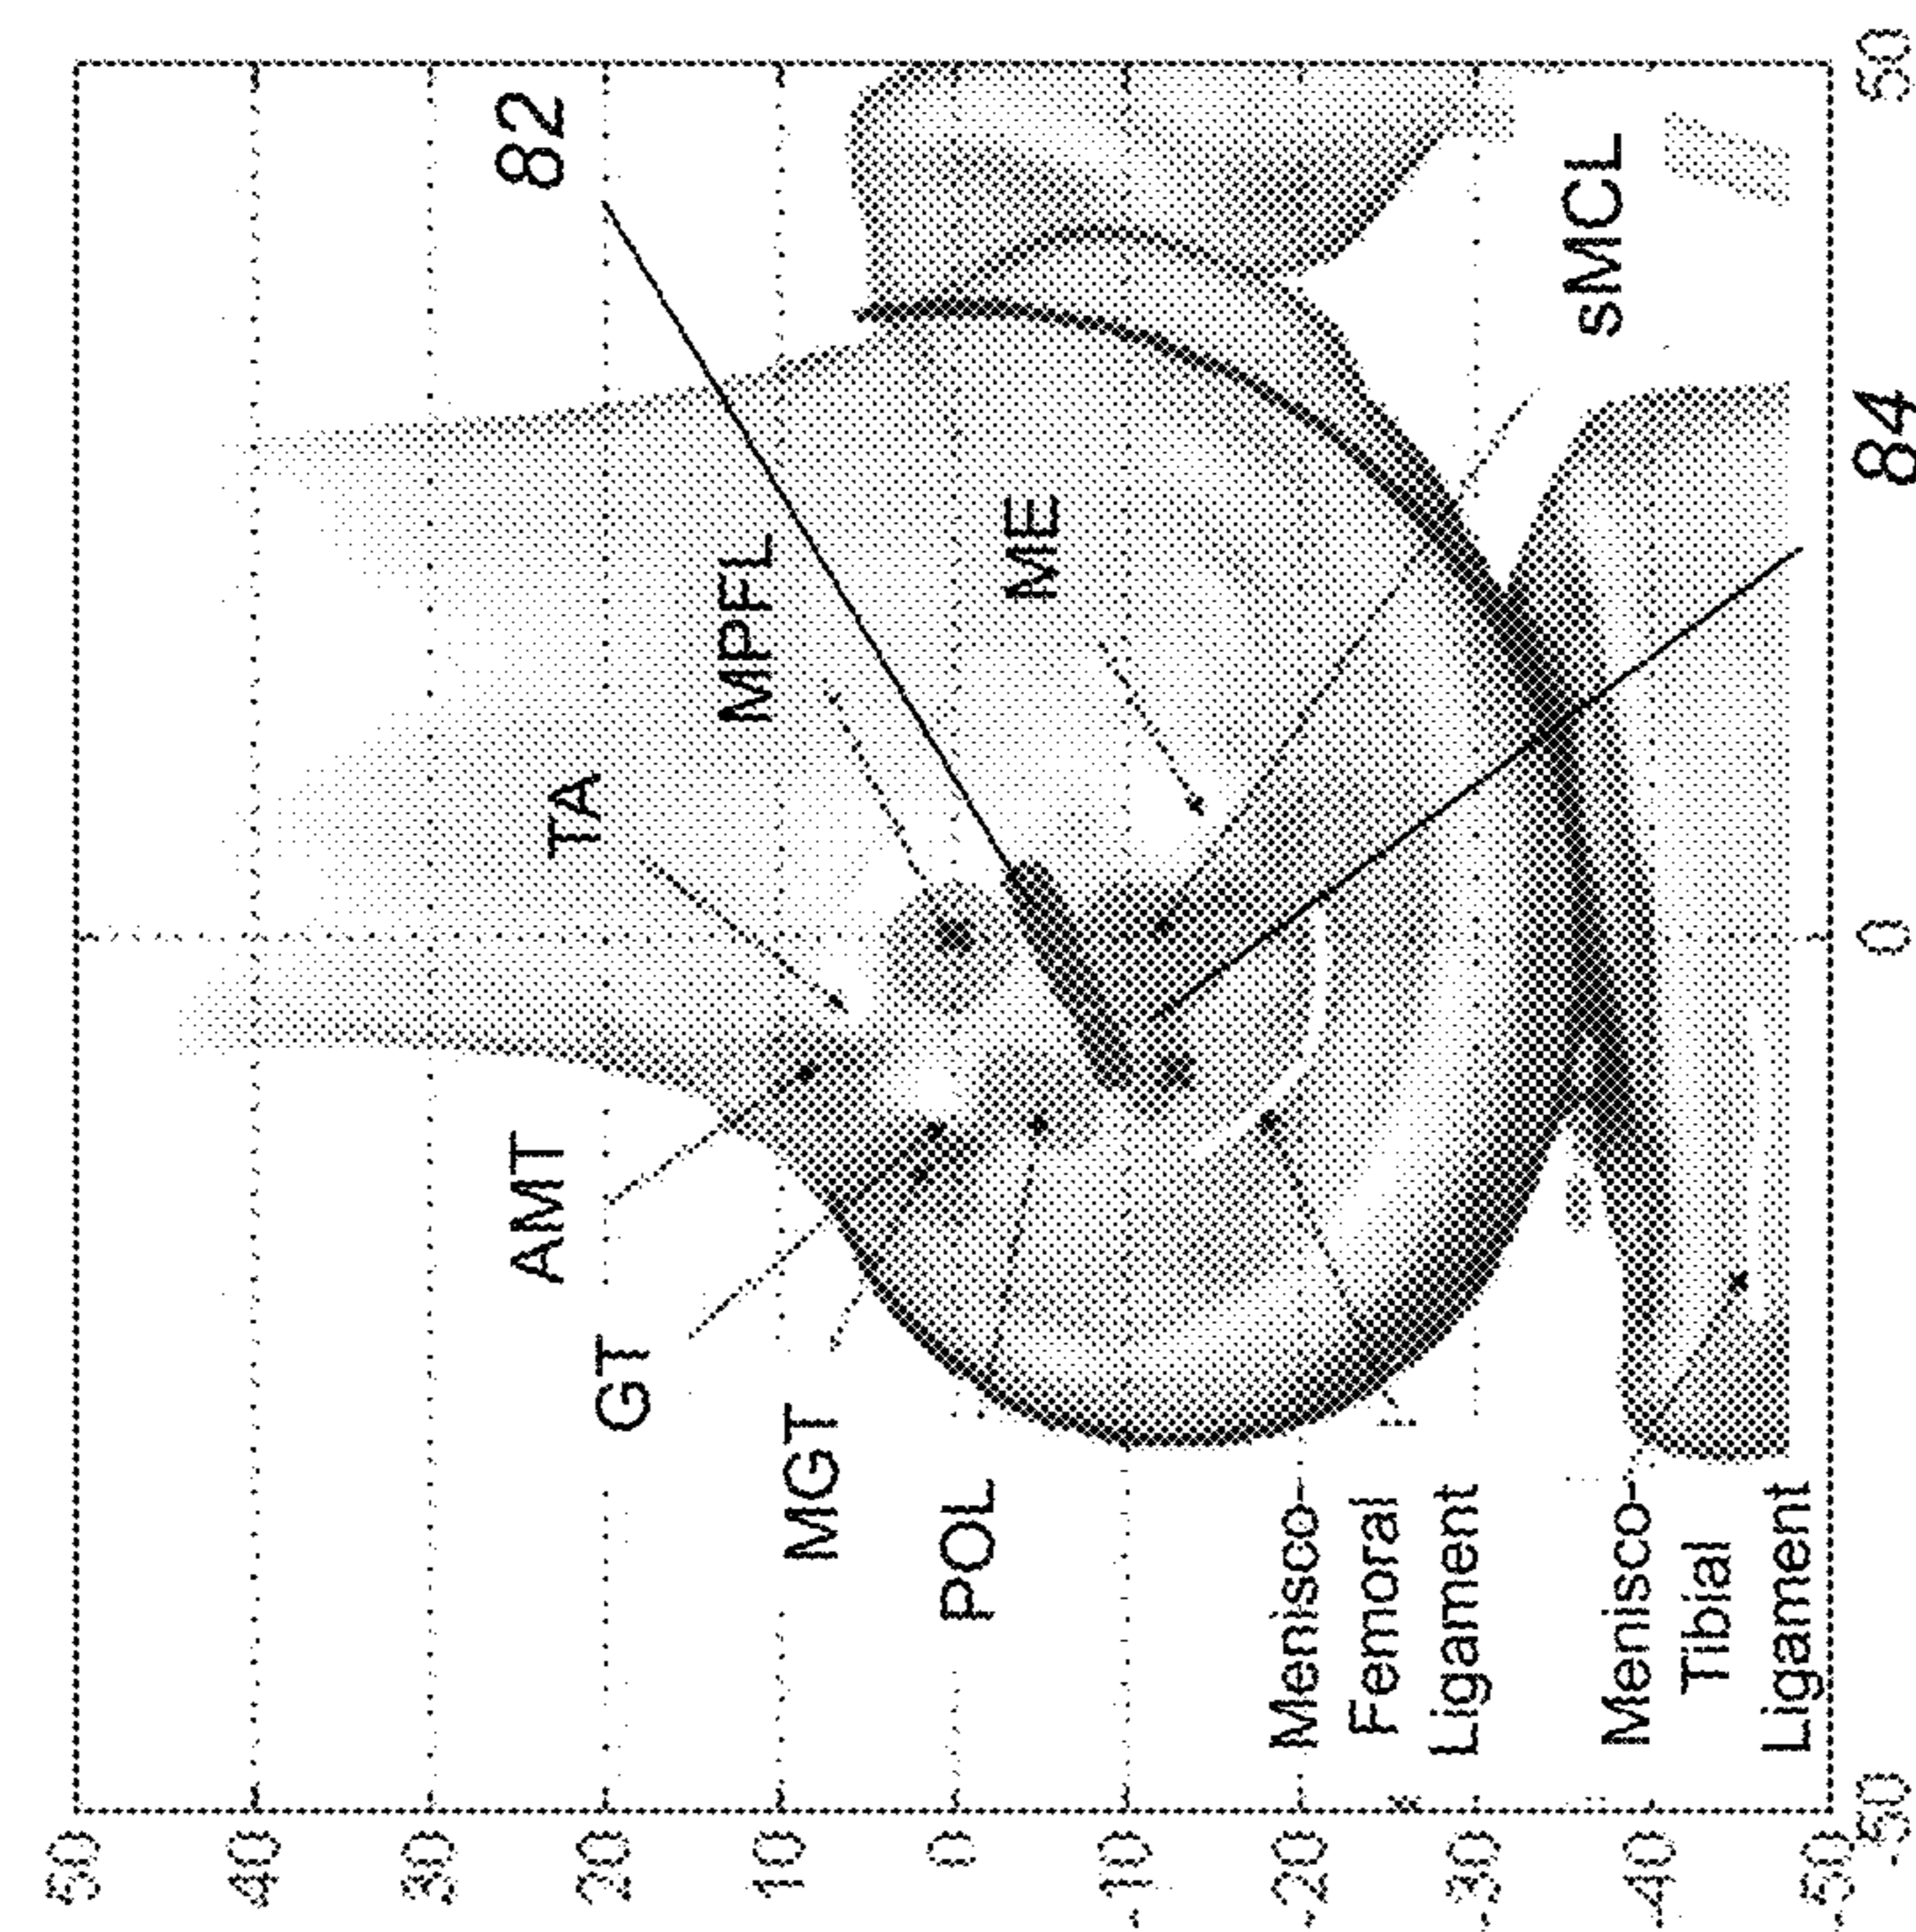 50
40
30
82
AMT
TA
20
GT
MPFL
10
MGT
0
POL
ME
-10
-20
Menisco-
Femoral
Ligament
-30
sMCL
-40
Menisco-
Tibial
Ligament
-50
84
-50
0
50